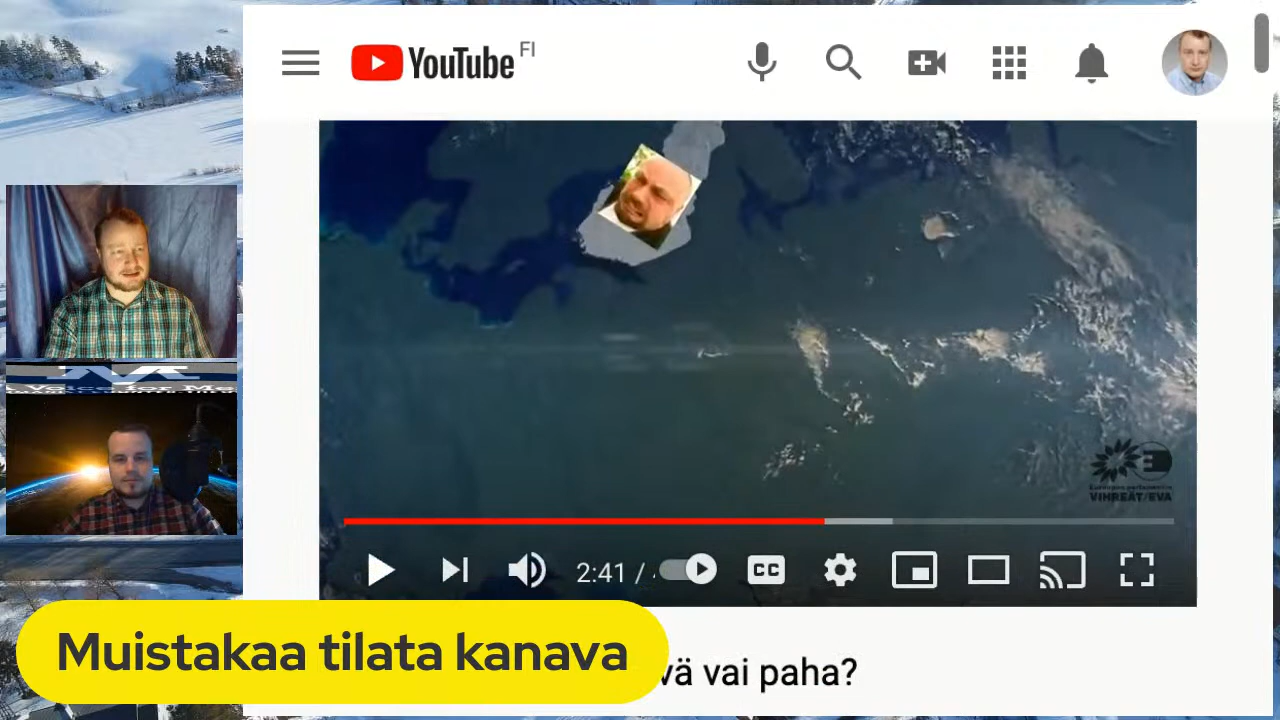 YouTube FI
Euroopan parlamentin
VIHREÄT/EVA
2:41 /
CC
Muistakaa tilata kanava
vä vai paha?